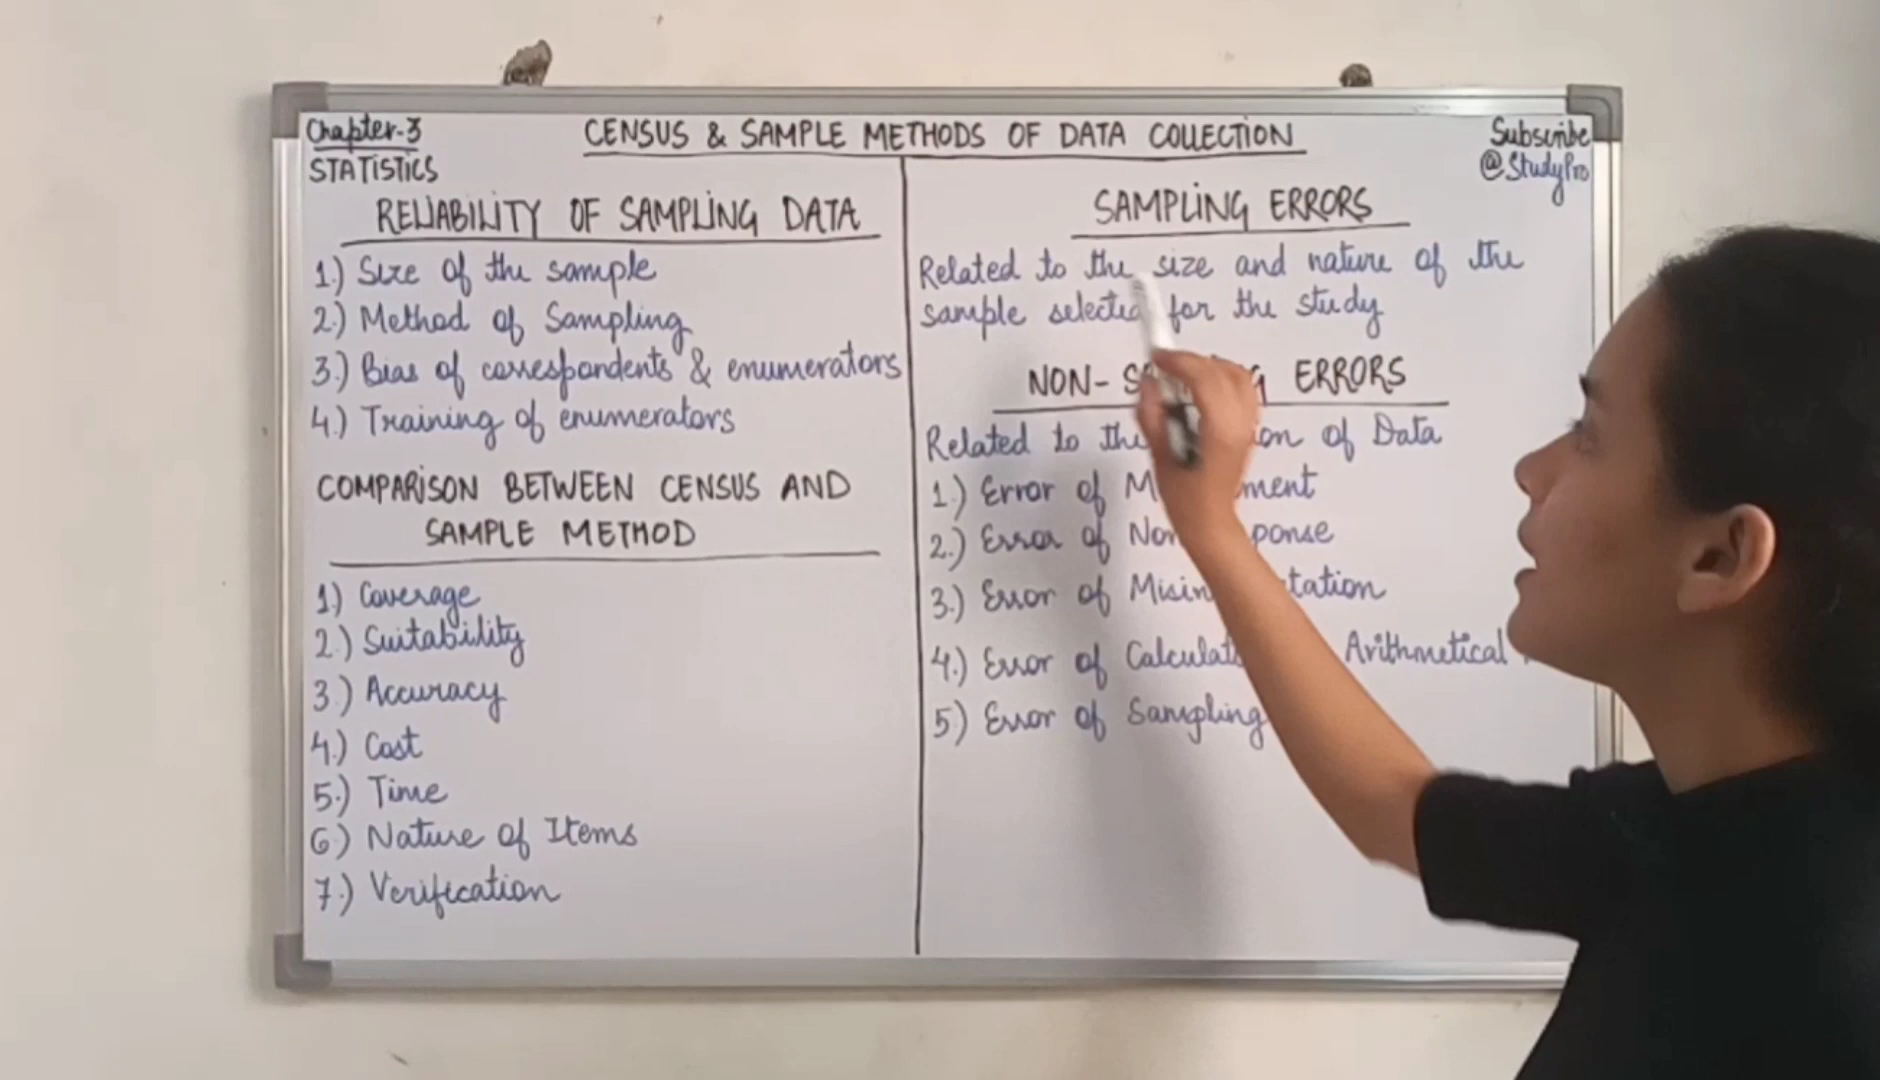 Chapter-3
STATISTICS
CENSUS & SAMPLE METHODS OF DATA COLLECTION
Subscribe
@StudyPro
RELIABILITY OF SAMPLING DATA
1.) Size of the sample
2.) Method of Sampling
3.) Bias of correspondents & enumerators
4.) Training of enumerators
COMPARISON BETWEEN CENSUS AND
SAMPLE METHOD
1.) Coverage
2.) Suitability
3.) Accuracy
4.) Cost
5.) Time
6) Nature of Items
7.) Verification
SAMPLING ERRORS
Related to the size and nature of the
sample selected for the study
NON- ERRORS
Related to the of Data
1.) Error of
2.) Error of
3.) Error of
4.) Error of Arithmetical
5) Error of Sampling